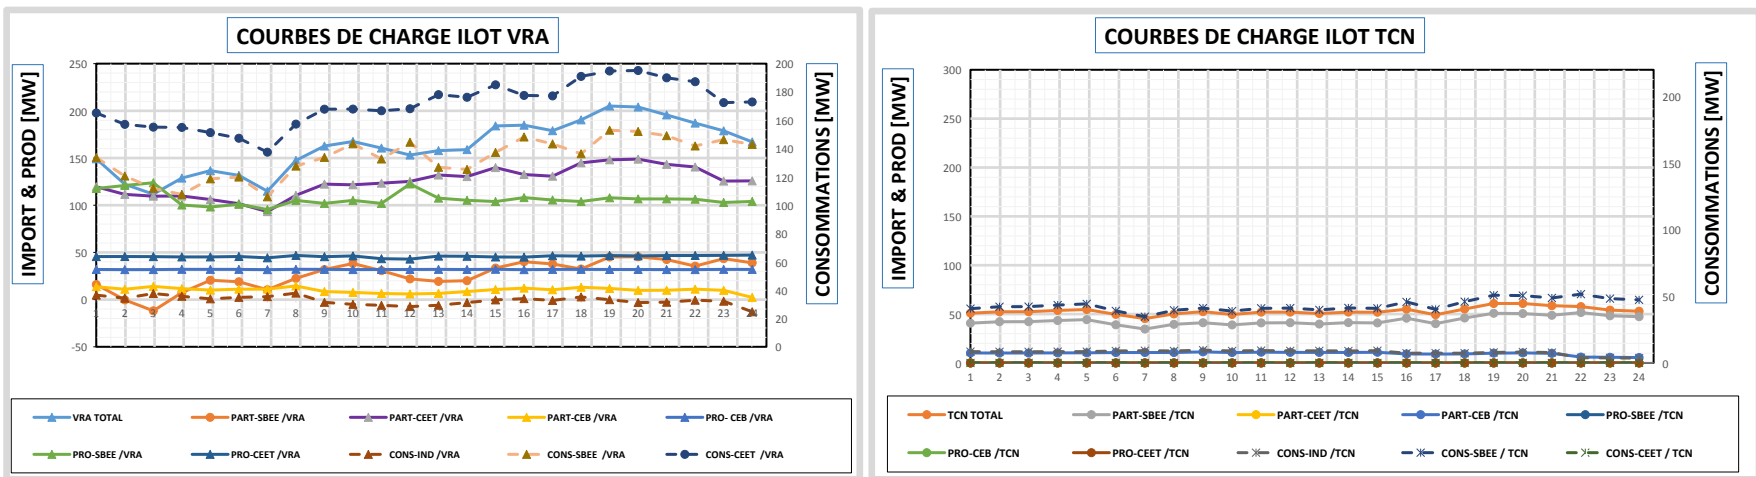 COURBES DE CHARGE ILOT VRA
IMPORT & PROD [MW]
250
200
150
100
50
0
-50
1 2 3 4 5 6 7 8 9 10 11 12 13 14 15 16 17 18 19 20 21 22 23 24
200
180
160
140
120
100
80
60
40
20
0
CONSOMMATIONS [MW]
VRA TOTAL PART-SBEE /VRA PART-CEET /VRA PART-CEB /VRA PRO- CEB /VRA
PRO-SBEE /VRA PRO-CEET /VRA CONS-IND /VRA CONS-SBEE /VRA CONS-CEET /VRA
COURBES DE CHARGE ILOT TCN
IMPORT & PROD [MW]
300
250
200
150
100
50
0
1 2 3 4 5 6 7 8 9 10 11 12 13 14 15 16 17 18 19 20 21 22 23 24
200
150
100
50
0
CONSOMMATIONS [MW]
TCN TOTAL PART-SBEE /TCN PART-CEET /TCN PART-CEB /TCN PRO-SBEE /TCN
PRO-CEB /TCN PRO-CEET /TCN CONS-IND /TCN CONS-SBEE / TCN CONS-CEET / TCN